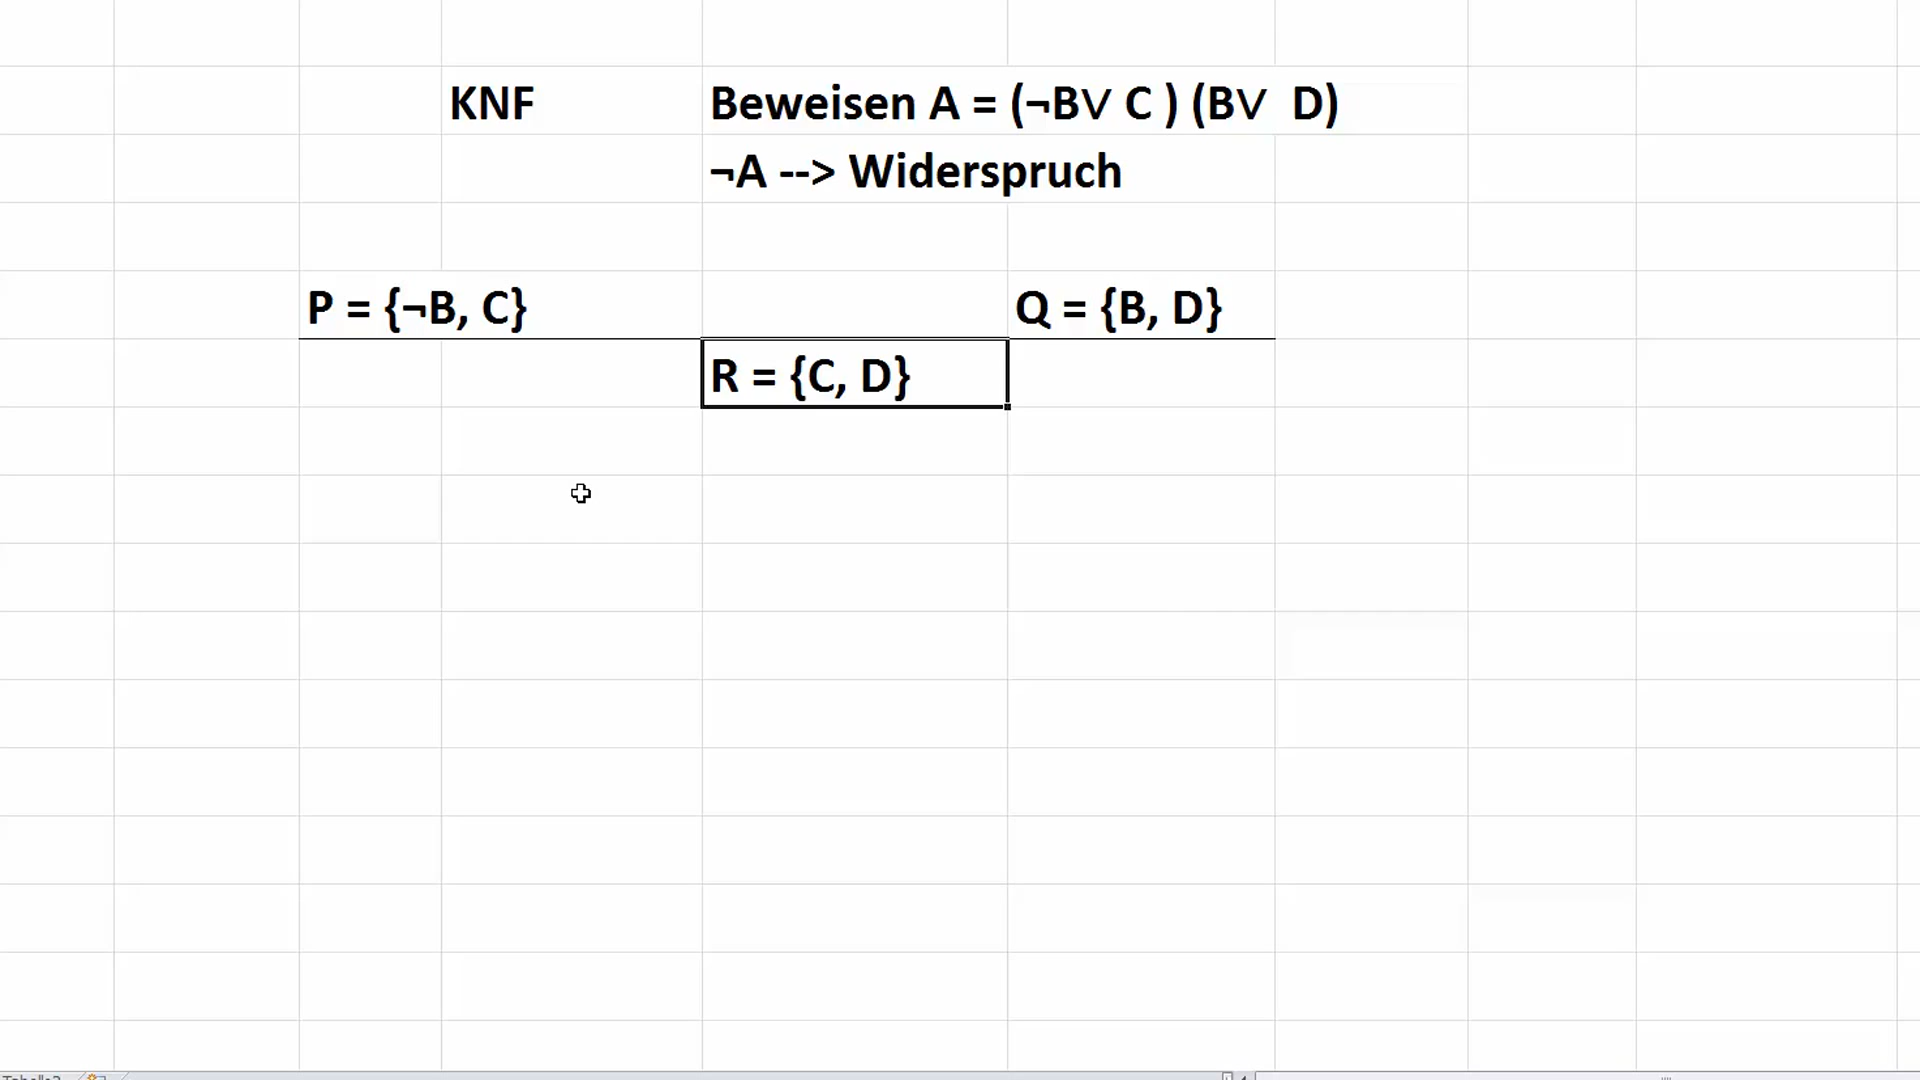 KNF Beweisen A = (¬B∨ C ) (B∨ D)
¬A --> Widerspruch
P = {¬B, C} Q = {B, D}
R = {C, D}